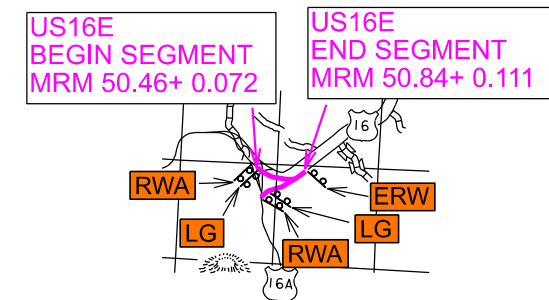 US16E
BEGIN SEGMENT
MRM 50.46+ 0.072
US16E
END SEGMENT
MRM 50.84+ 0.111
16
RWA
ERW
LG
LG
RWA
16A